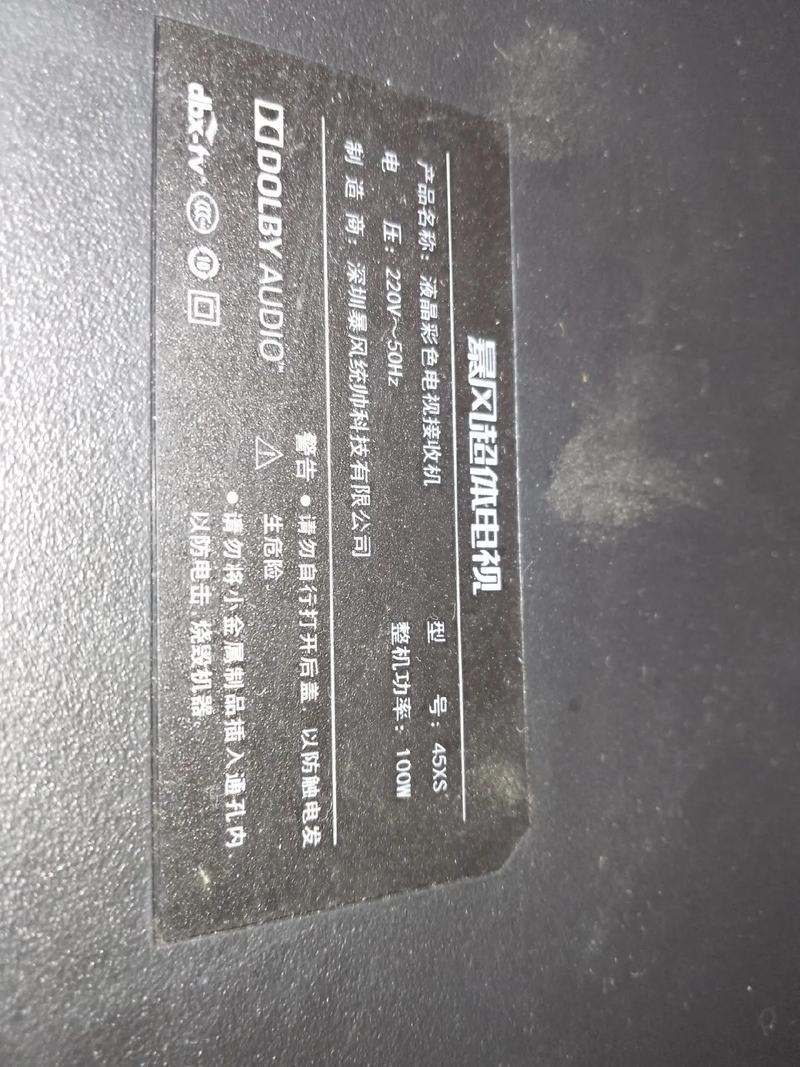 暴风超体电视
产品名称：液晶彩色电视接收机 型 号：45XS
电 压：220V～50Hz 整机功率：100W
制 造 商：深圳暴风统帅科技有限公司
DOLBY AUDIO™
dbx-tv
10
警告 ●请勿自行打开后盖，以防触电发
生危险。
●请勿将小金属制品插入通孔内，
以防电击，烧毁机器。